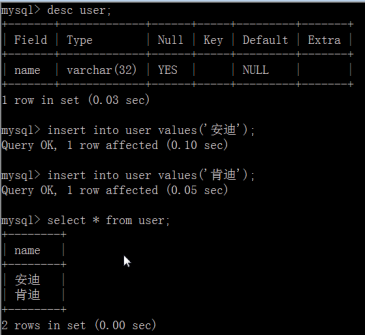 mysql> desc user;
+-------+-------------+------+-----+---------+-------+
| Field | Type        | Null | Key | Default | Extra |
+-------+-------------+------+-----+---------+-------+
| name  | varchar(32) | YES  |     | NULL    |       |
+-------+-------------+------+-----+---------+-------+
1 row in set (0.03 sec)
mysql> insert into user values('安迪');
Query OK, 1 row affected (0.10 sec)
mysql> insert into user values('肯迪');
Query OK, 1 row affected (0.05 sec)
mysql> select * from user;
+--------+
| name   |
+--------+
| 安迪   |
| 肯迪   |
+--------+
2 rows in set (0.00 sec)